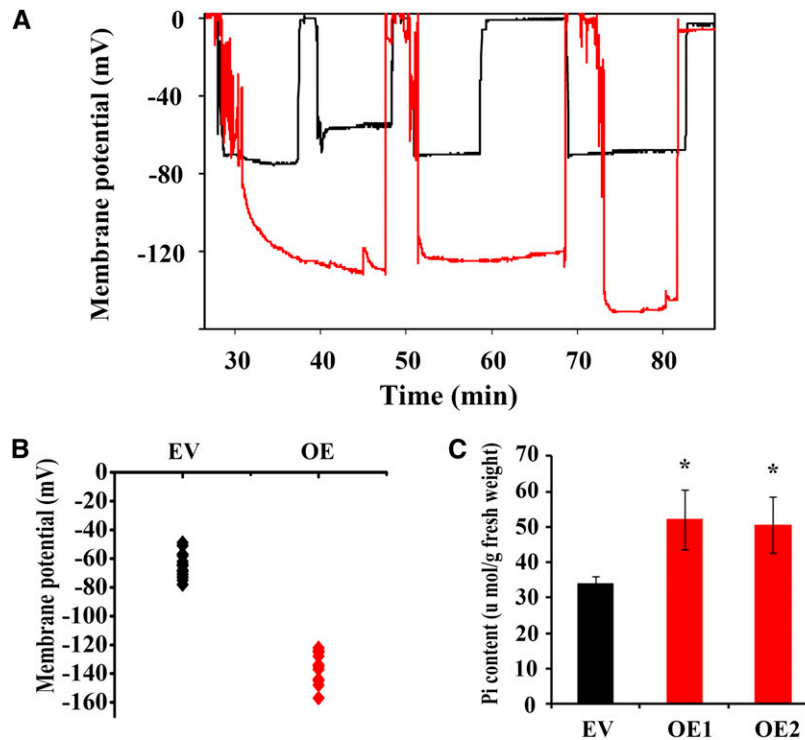 A
Membrane potential (mV)
0
-40
-80
-120
30 40 50 60 70 80
Time (min)
B
EV OE
Membrane potential (mV)
0
-20
-40
-60
-80
-100
-120
-140
-160
C
Pi content (u mol/g fresh weight)
70
60
50
40
30
20
10
0
* *
EV OE1 OE2